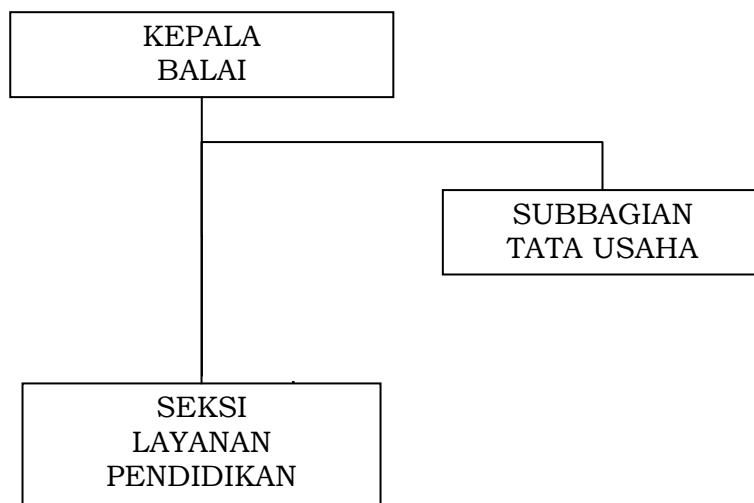 KEPALA
BALAI
SUBBAGIAN
TATA USAHA
SEKSI
LAYANAN
PENDIDIKAN